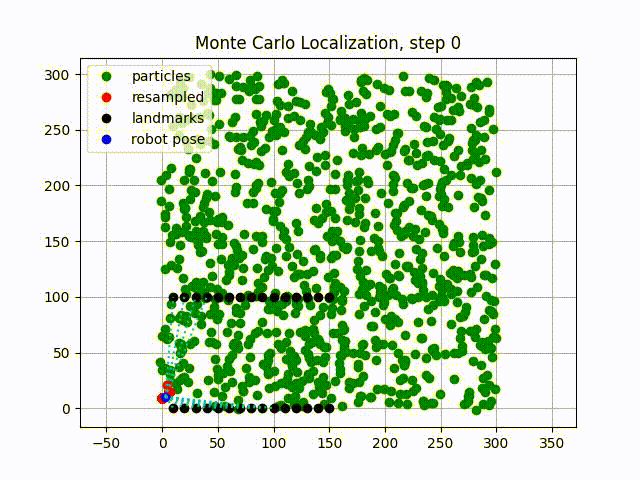 Monte Carlo Localization, step 0
particles
resampled
landmarks
robot pose
300
250
200
150
100
50
0
−50 0 50 100 150 200 250 300 350